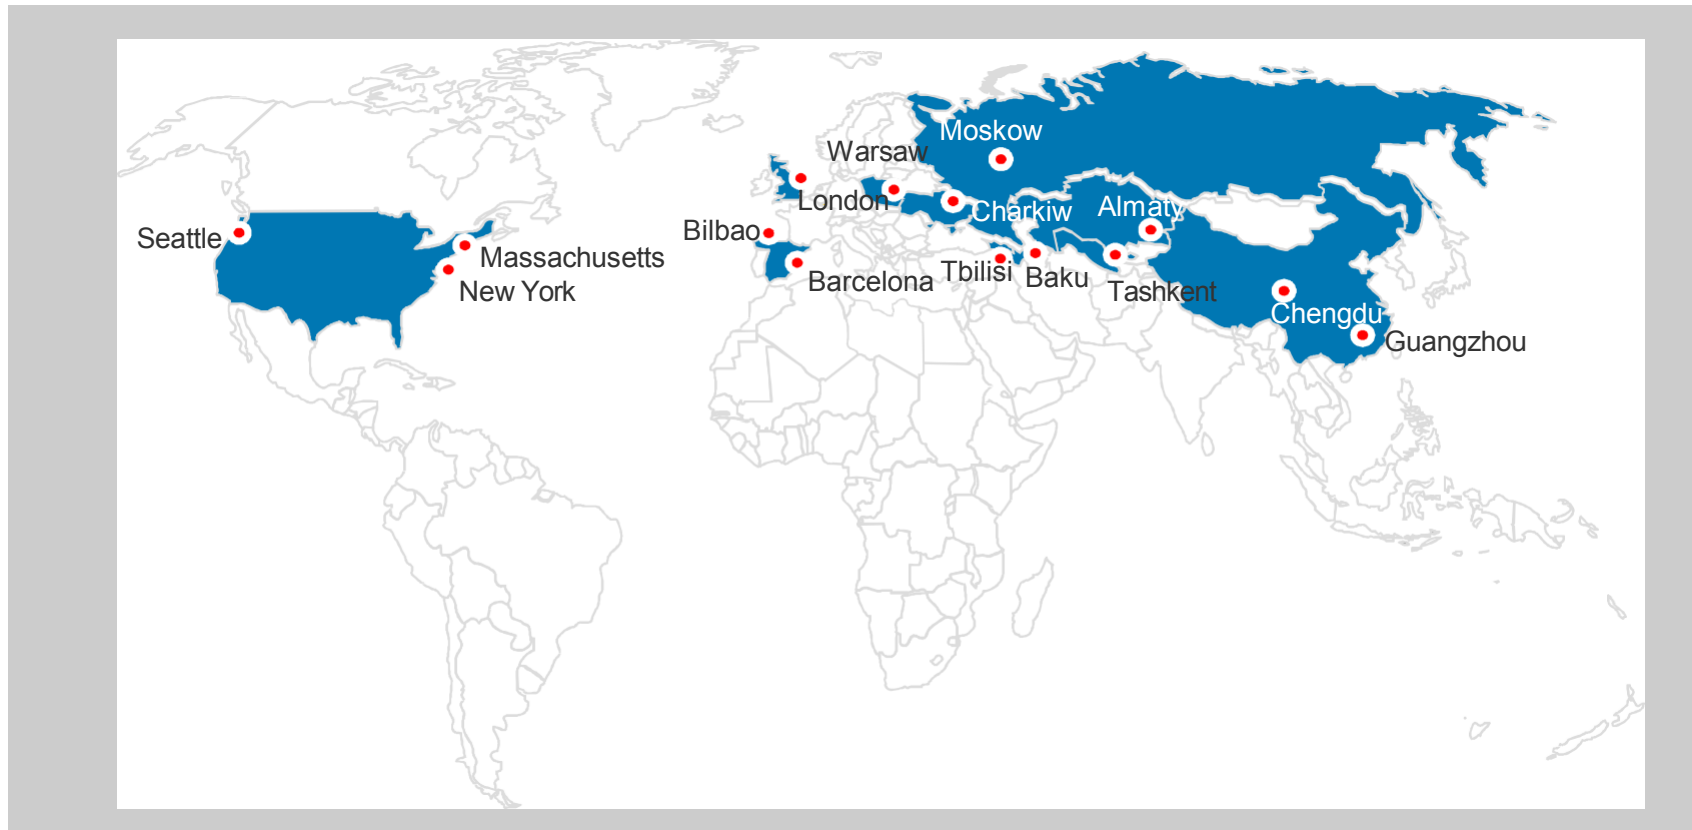 Moskow
Warsaw
London
Charkiw
Almaty
Seattle
Bilbao
Massachusetts
New York
Barcelona
Tbilisi
Baku
Tashkent
Chengdu
Guangzhou